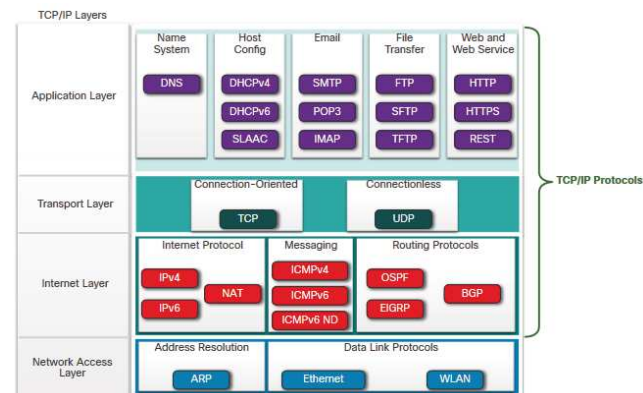 TCP/IP Layers
Name System
Host Config
Email
File Transfer
Web and Web Service
Application Layer
DNS
DHCPv4
SMTP
FTP
HTTP
DHCPv6
POP3
SFTP
HTTPS
SLAAC
IMAP
TFTP
REST
TCP/IP Protocols
Connection-Oriented
Connectionless
Transport Layer
TCP
UDP
Internet Protocol
Messaging
Routing Protocols
Internet Layer
IPv4
NAT
IPv6
ICMPv4
ICMPv6
ICMPv6 ND
OSPF
BGP
EIGRP
Address Resolution
Data Link Protocols
Network Access
Layer
ARP
Ethernet
WLAN